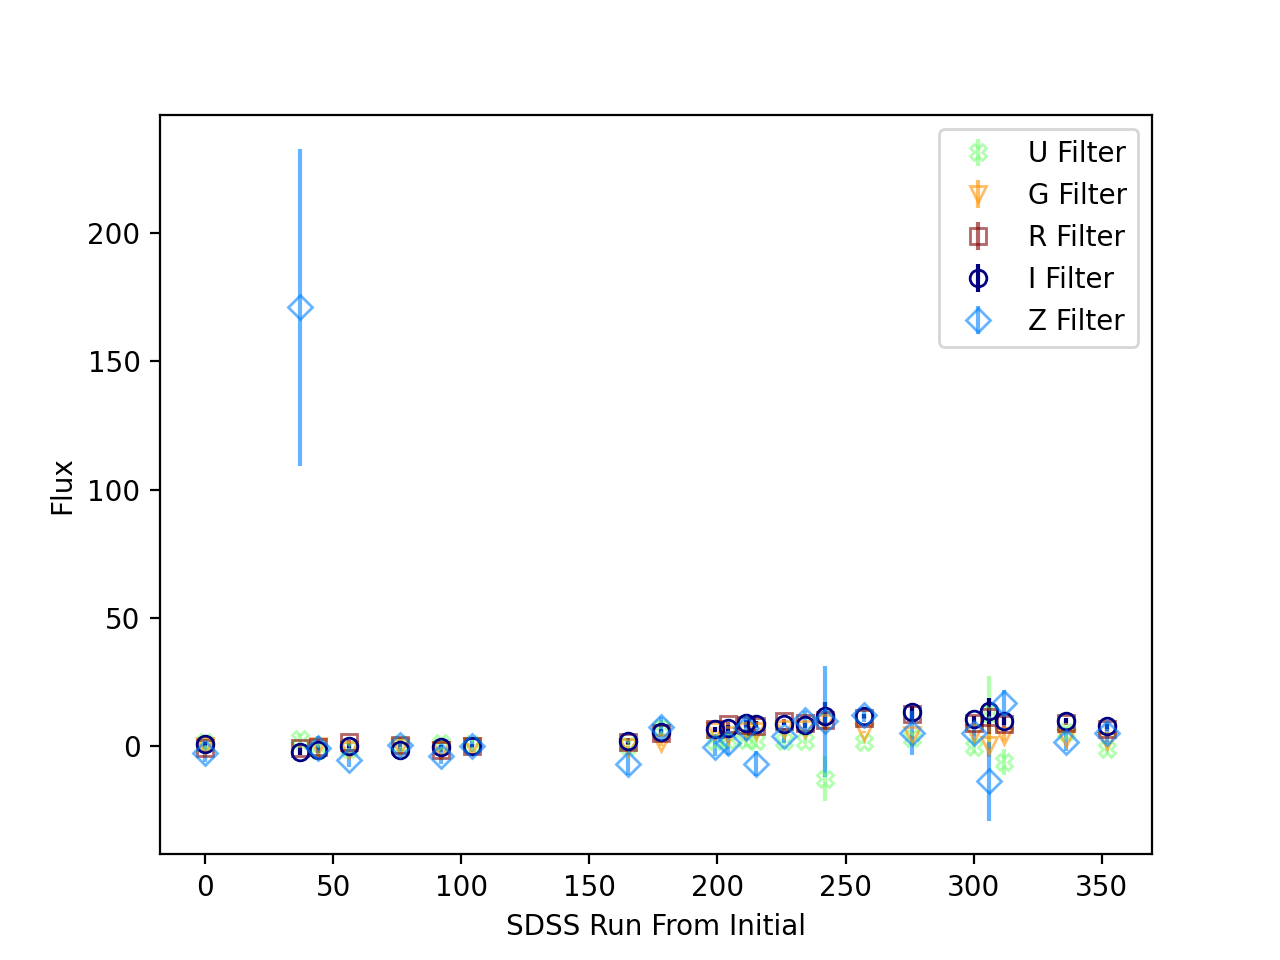 U Filter
G Filter
R Filter
I Filter
Z Filter
200
150
100
50
0
Flux
0 50 100 150 200 250 300 350
SDSS Run From Initial